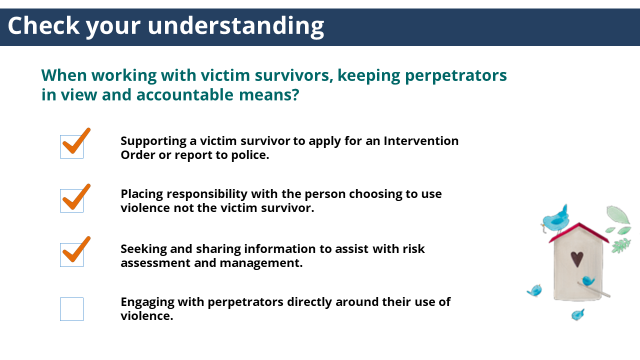 Check your understanding
When working with victim survivors, keeping perpetrators
in view and accountable means?
Supporting a victim survivor to apply for an Intervention
Order or report to police.
Placing responsibility with the person choosing to use
violence not the victim survivor.
Seeking and sharing information to assist with risk
assessment and management.
Engaging with perpetrators directly around their use of
violence.